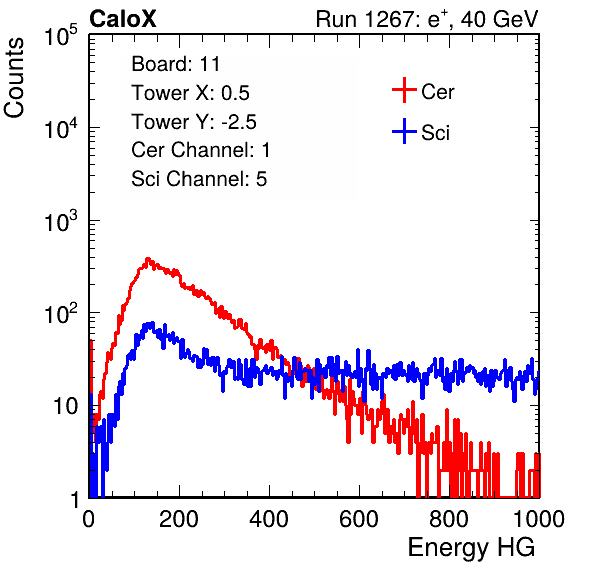 CaloX Run 1267: e⁺, 40 GeV
Counts
10⁵
10⁴
10³
10²
10
1
Board: 11
Tower X: 0.5
Tower Y: -2.5
Cer Channel: 1
Sci Channel: 5
Cer
Sci
0 200 400 600 800 1000
Energy HG